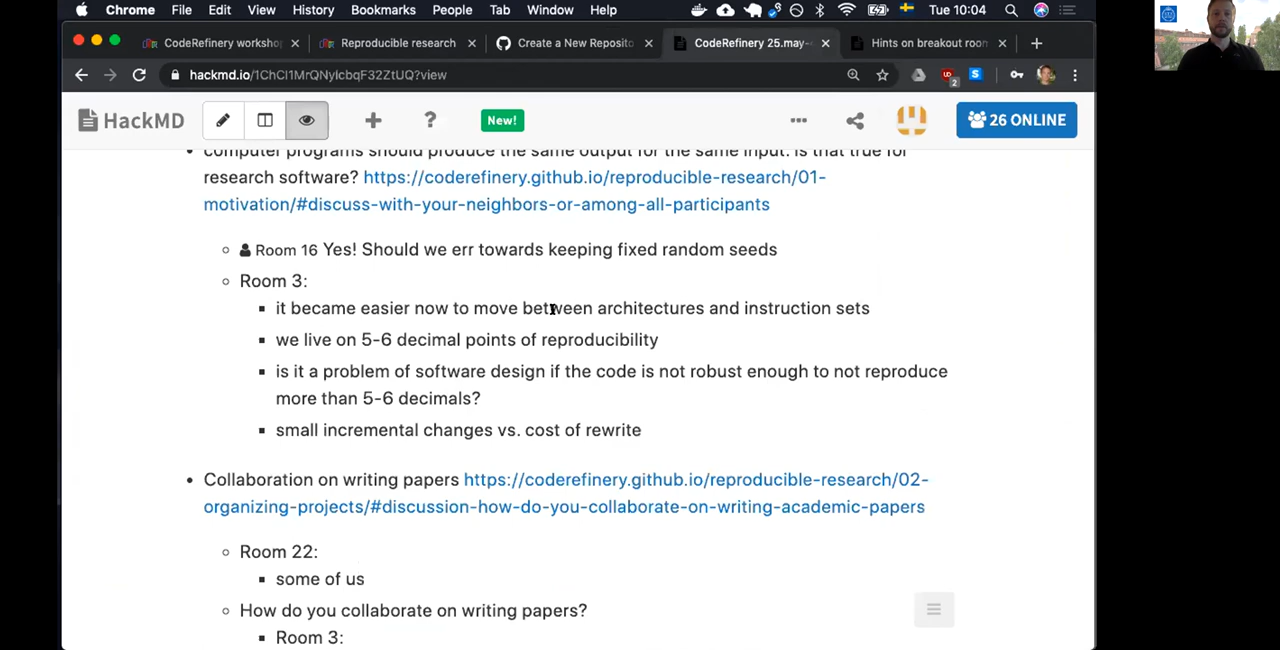 Chrome File Edit View History Bookmarks People Tab Window Help Tue 10:04
CodeRefinery worksho
Reproducible research
Create a New Reposito
CodeRefinery 25.may-
Hints on breakout room
hackmd.io/1ChCl1MrQNyIcbqF32ZtUQ?view
HackMD
New!
26 ONLINE
computer programs should produce the same output for the same input. Is that true for
research software? https://coderefinery.github.io/reproducible-research/01-
motivation/#discuss-with-your-neighbors-or-among-all-participants
Room 16 Yes! Should we err towards keeping fixed random seeds
Room 3:
it became easier now to move between architectures and instruction sets
we live on 5-6 decimal points of reproducibility
is it a problem of software design if the code is not robust enough to not reproduce
more than 5-6 decimals?
small incremental changes vs. cost of rewrite
Collaboration on writing papers https://coderefinery.github.io/reproducible-research/02-
organizing-projects/#discussion-how-do-you-collaborate-on-writing-academic-papers
Room 22:
some of us
How do you collaborate on writing papers?
Room 3: